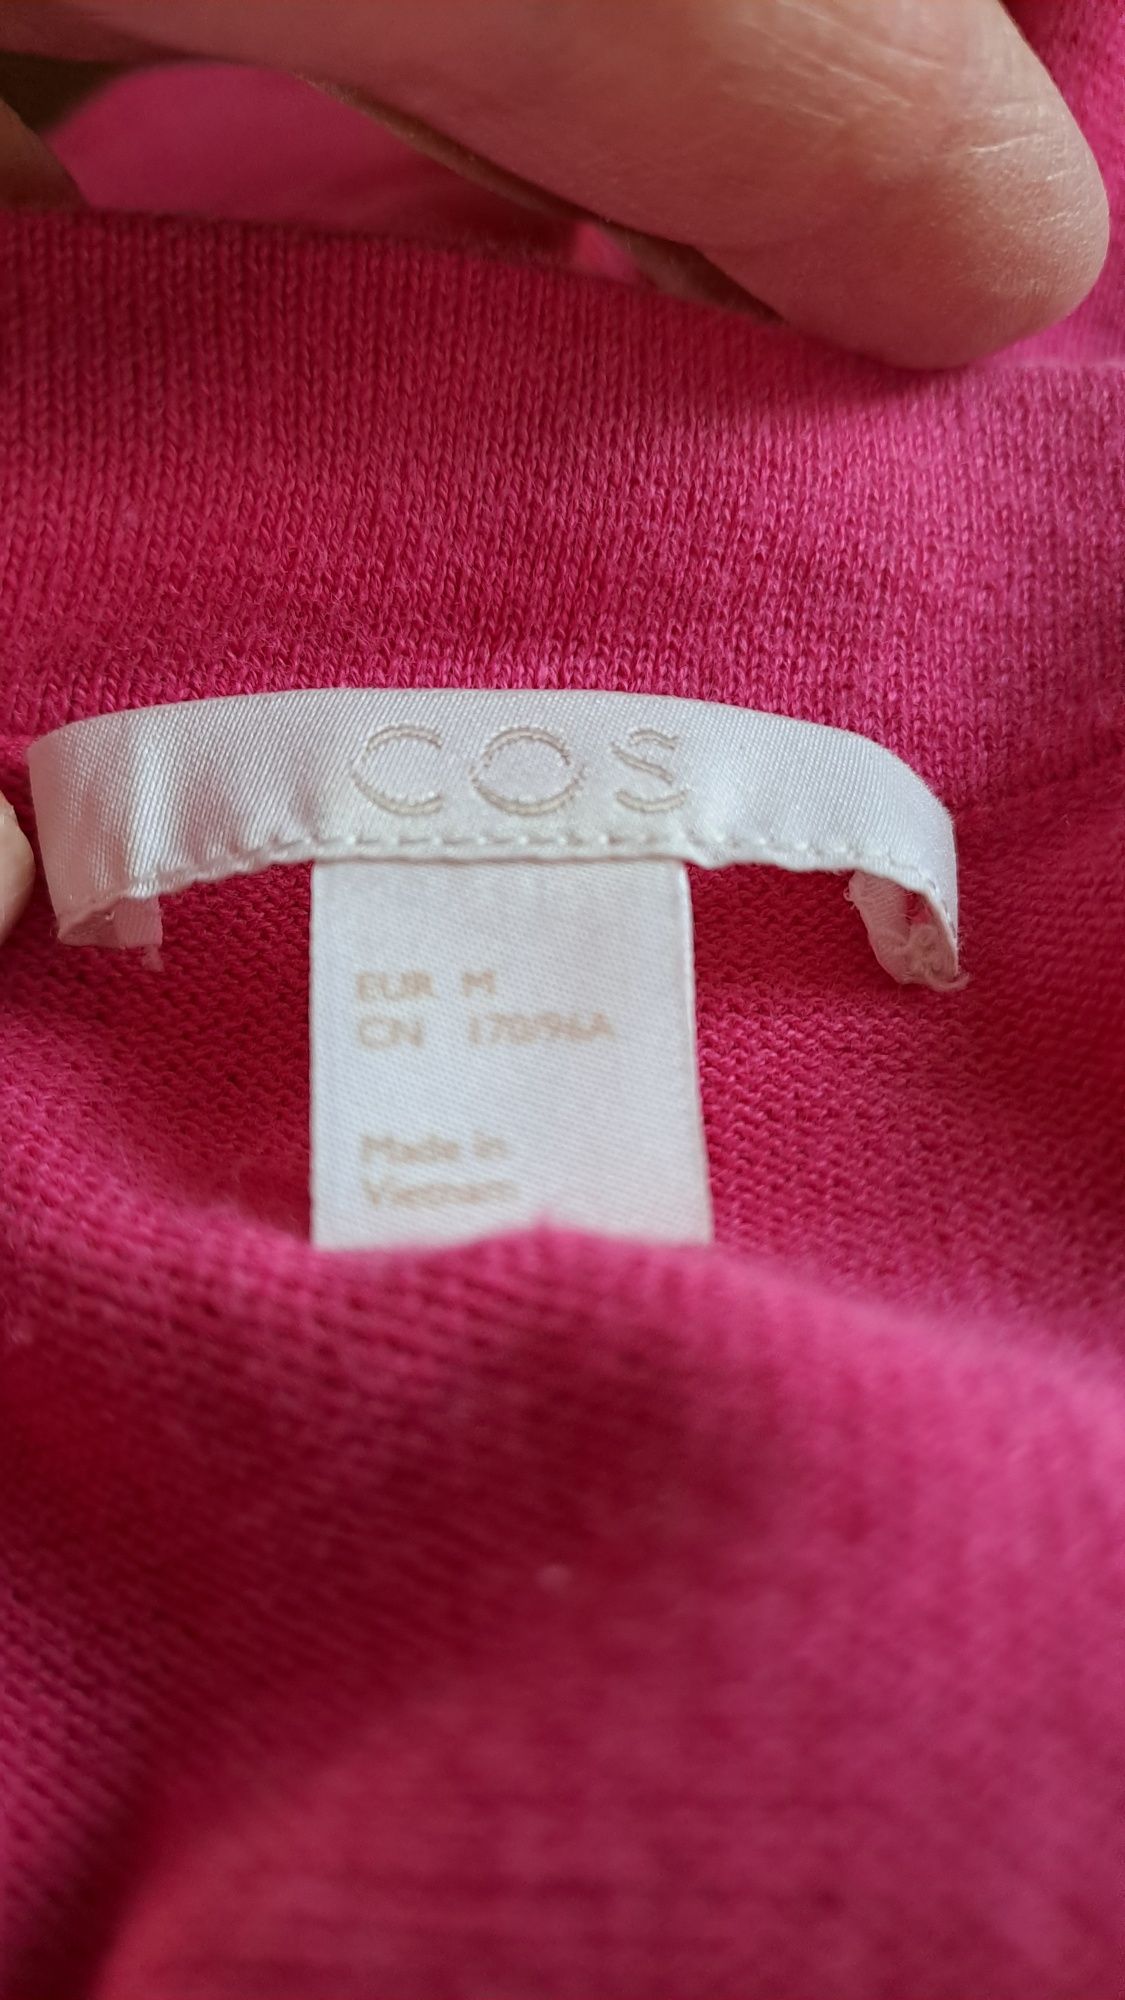 COS
EUR M
CN 170/96A
Made in
Vietnam